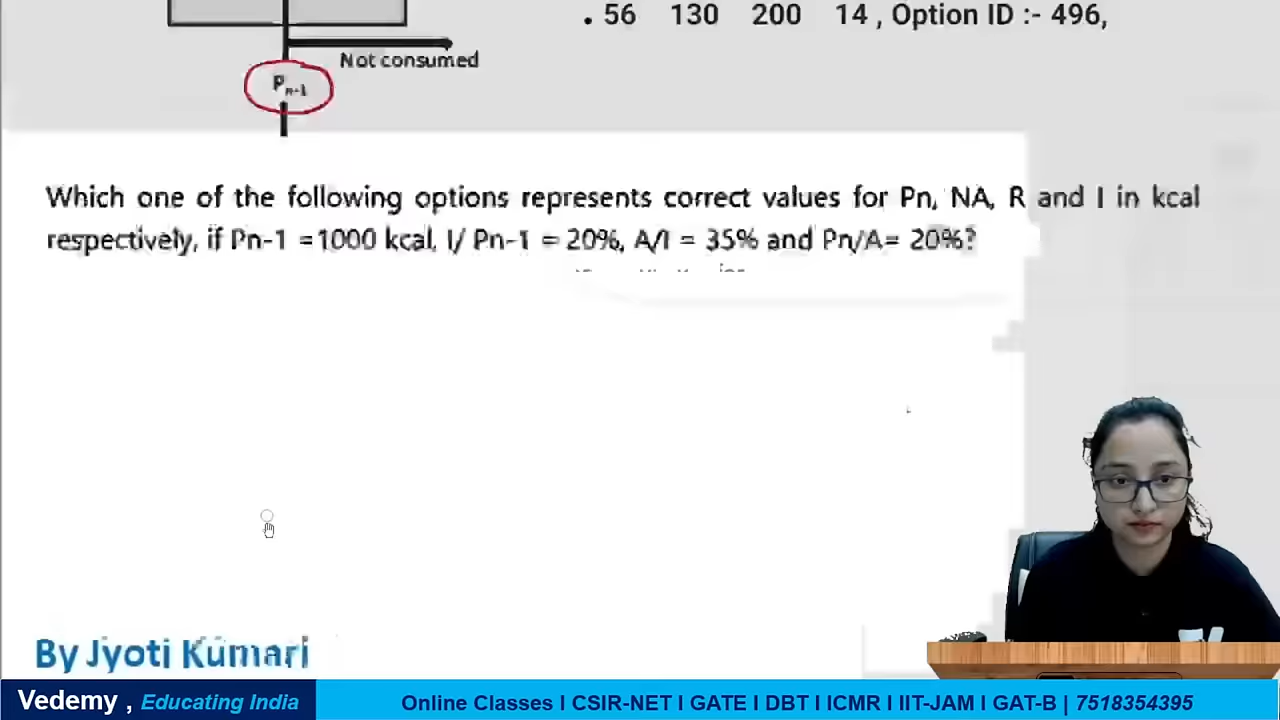 . 56 130 200 14 , Option ID :- 496,
Not consumed
Pn-1
Which one of the following options represents correct values for Pn, NA, R and I in kcal
respectively, if Pn-1 =1000 kcal, I/ Pn-1 = 20%, A/I = 35% and Pn/A= 20%?
By Jyoti Kumari
Vedemy , Educating India
Online Classes I CSIR-NET I GATE I DBT I ICMR I IIT-JAM I GAT-B | 7518354395